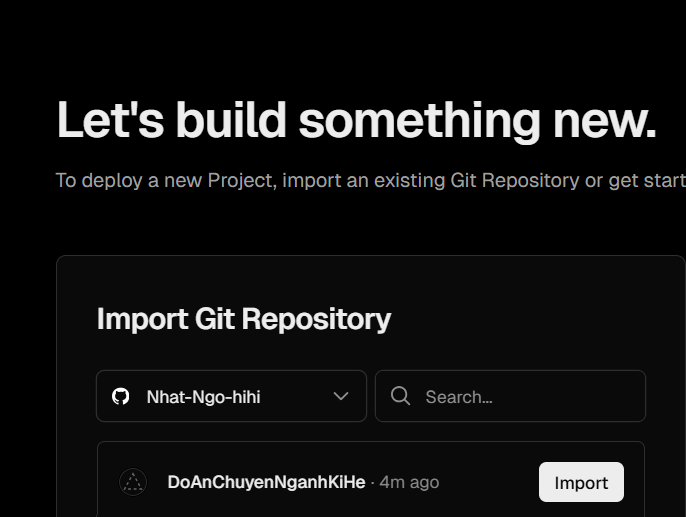 Let's build something new.
To deploy a new Project, import an existing Git Repository or get start
Import Git Repository
Nhat-Ngo-hihi
Search...
DoAnChuyenNganhKiHe · 4m ago
Import